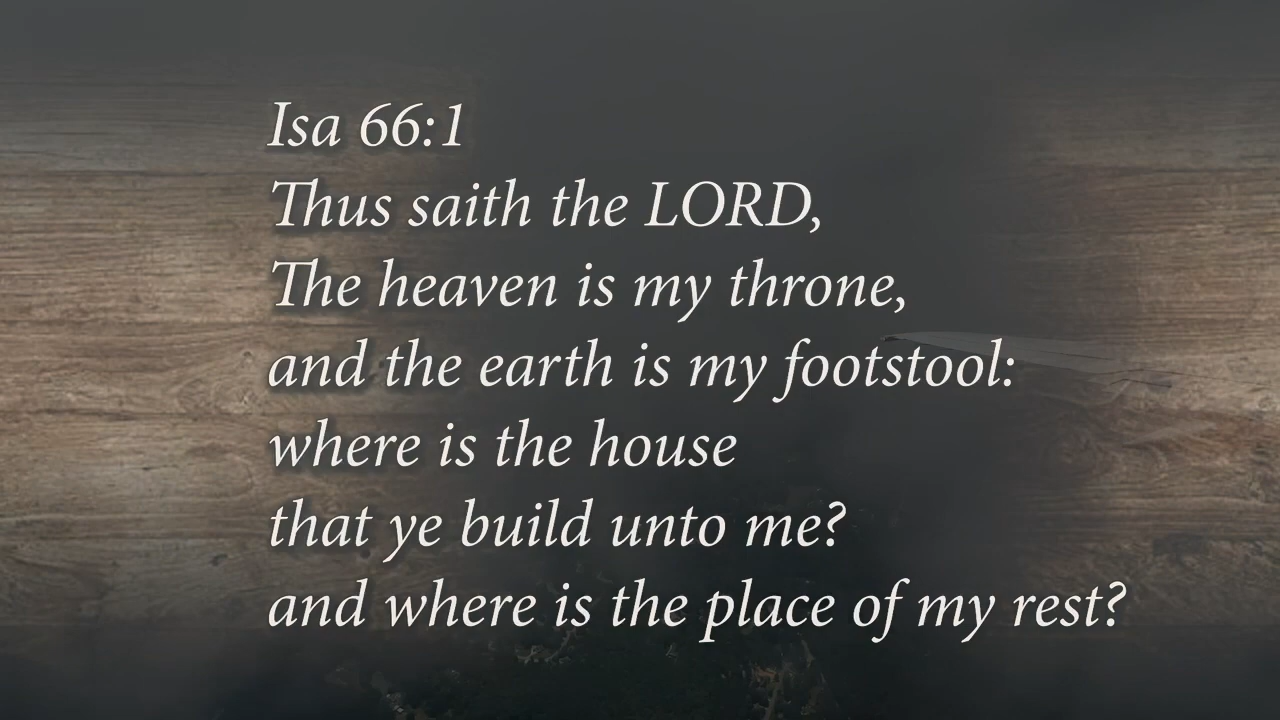 Isa 66:1
Thus saith the LORD,
The heaven is my throne,
and the earth is my footstool:
where is the house
that ye build unto me?
and where is the place of my rest?